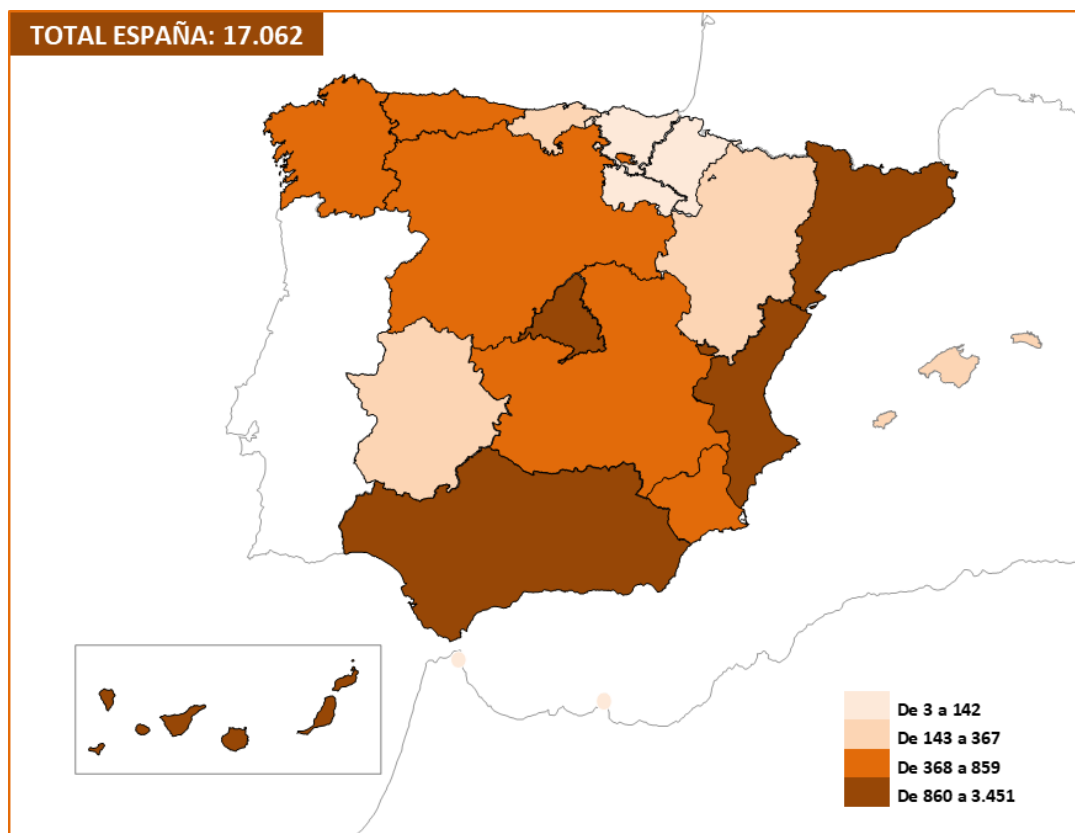 TOTAL ESPAÑA: 17.062
De 3 a 142
De 143 a 367
De 368 a 859
De 860 a 3.451